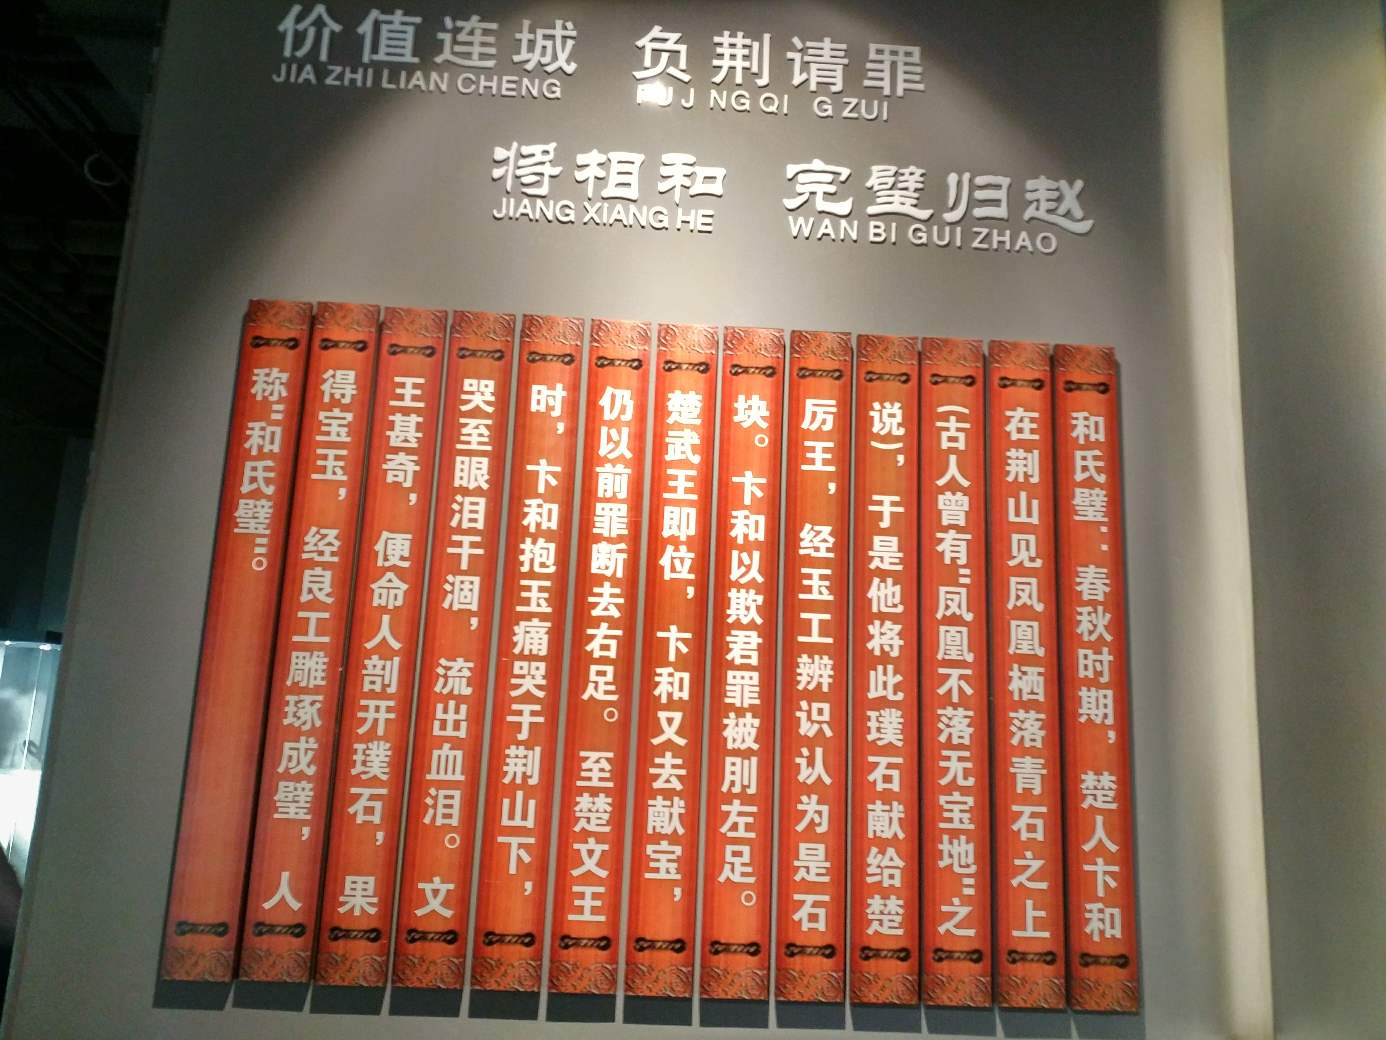 价值连城 负荆请罪
JIA ZHI LIAN CHENG FU J NG QI G ZUI
将相和 完璧归赵
JIANG XIANG HE WAN BI GUI ZHAO
和氏璧：春秋时期，楚人卞和
在荆山见凤凰栖落青石之上
（古人曾有"凤凰不落无宝地"之
说），于是他将此璞石献给楚
厉王，经玉工辨识认为是石
块。卞和以欺君罪被刖左足。
楚武王即位，卞和又去献宝，
仍以前罪断去右足。至楚文王
时，卞和抱玉痛哭于荆山下，
哭至眼泪干涸，流出血泪。文
王甚奇，便命人剖开璞石，果
得宝玉，经良工雕琢成璧，人
称"和氏璧"。